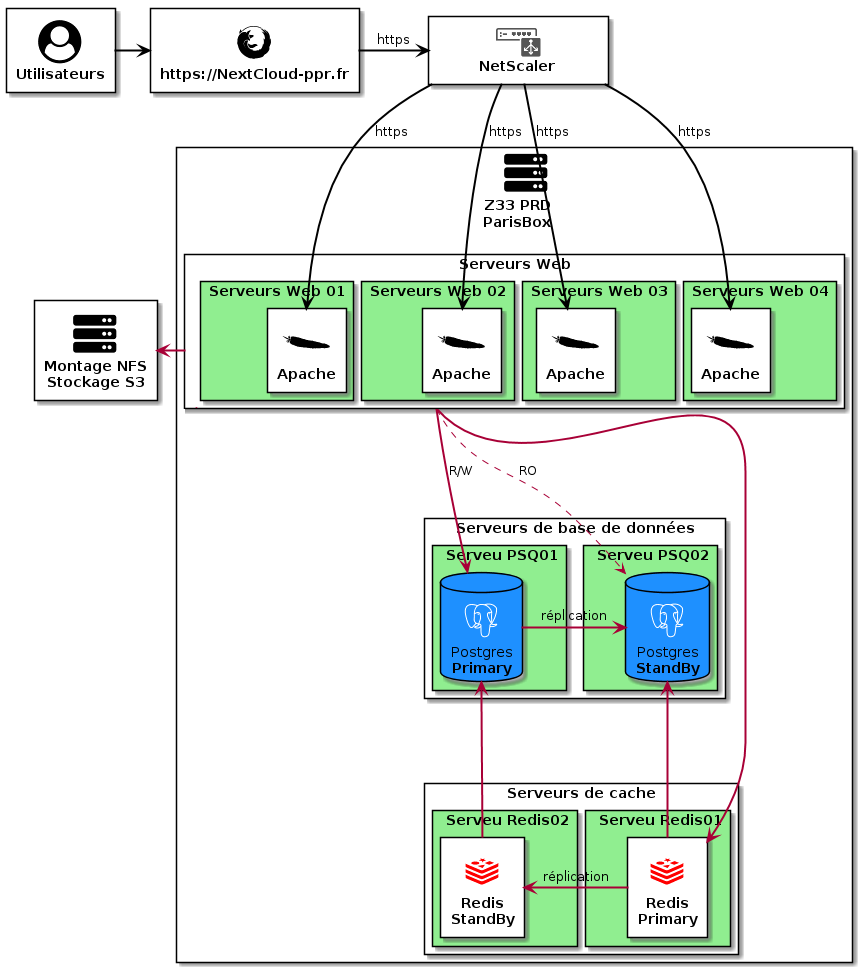 Utilisateurs
https://NextCloud-ppr.fr
https
NetScaler
https
https
https
https
Z33 PRD
ParisBox
Serveurs Web
Serveurs Web 01
Serveurs Web 02
Serveurs Web 03
Serveurs Web 04
Apache
Apache
Apache
Apache
Montage NFS
Stockage S3
R/W
RO
Serveurs de base de données
Serveu PSQ01
Serveu PSQ02
réplication
Postgres
Primary
Postgres
StandBy
Serveurs de cache
Serveu Redis02
Serveu Redis01
réplication
Redis
StandBy
Redis
Primary